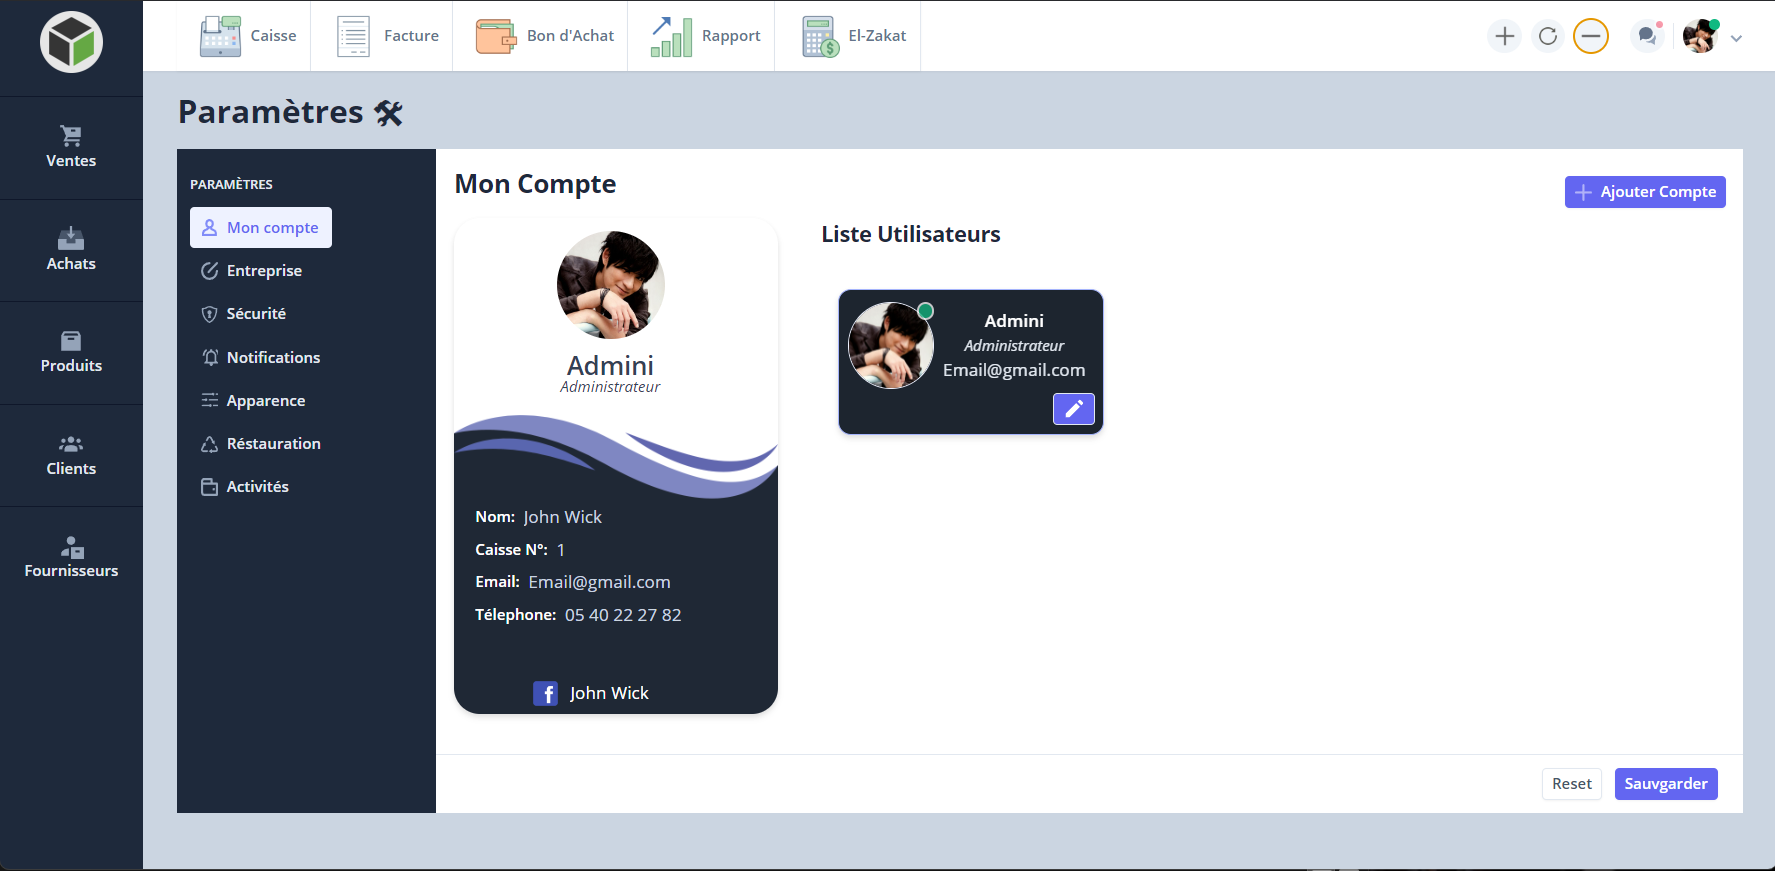 Caisse
Facture
Bon d'Achat
Rapport
El-Zakat
Ventes
Achats
Produits
Clients
Fournisseurs
Paramètres
PARAMÈTRES
Mon compte
Entreprise
Sécurité
Notifications
Apparence
Réstauration
Activités
Mon Compte
Ajouter Compte
Admini
Administrateur
Nom: John Wick
Caisse N°: 1
Email: Email@gmail.com
Télephone: 05 40 22 27 82
John Wick
Liste Utilisateurs
Admini
Administrateur
Email@gmail.com
Reset
Sauvgarder